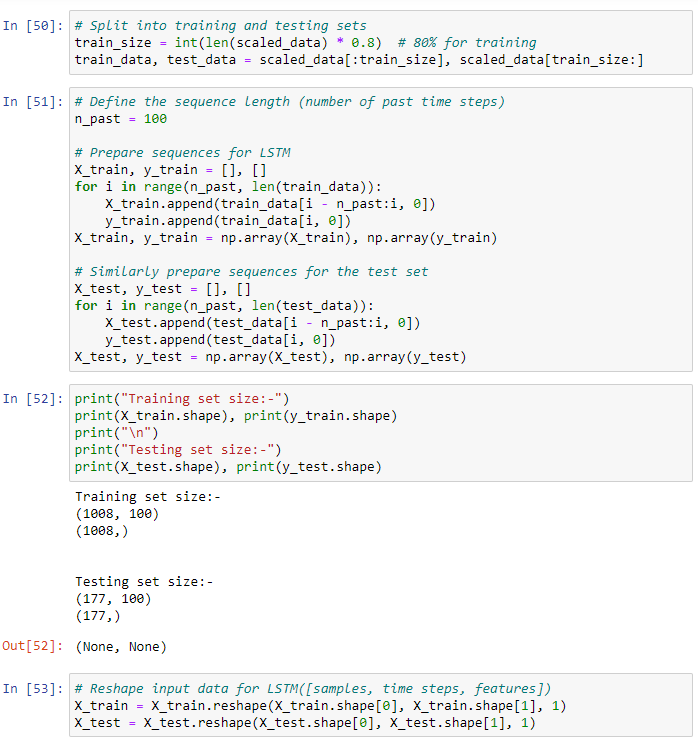 In [50]: # Split into training and testing sets
train_size = int(len(scaled_data) * 0.8)  # 80% for training
train_data, test_data = scaled_data[:train_size], scaled_data[train_size:]
In [51]: # Define the sequence length (number of past time steps)
n_past = 100

# Prepare sequences for LSTM
X_train, y_train = [], []
for i in range(n_past, len(train_data)):
    X_train.append(train_data[i - n_past:i, 0])
    y_train.append(train_data[i, 0])
X_train, y_train = np.array(X_train), np.array(y_train)

# Similarly prepare sequences for the test set
X_test, y_test = [], []
for i in range(n_past, len(test_data)):
    X_test.append(test_data[i - n_past:i, 0])
    y_test.append(test_data[i, 0])
X_test, y_test = np.array(X_test), np.array(y_test)
In [52]: print("Training set size:-")
print(X_train.shape), print(y_train.shape)
print("\n")
print("Testing set size:-")
print(X_test.shape), print(y_test.shape)
Training set size:-
(1008, 100)
(1008,)

Testing set size:-
(177, 100)
(177,)
Out[52]: (None, None)
In [53]: # Reshape input data for LSTM([samples, time steps, features])
X_train = X_train.reshape(X_train.shape[0], X_train.shape[1], 1)
X_test = X_test.reshape(X_test.shape[0], X_test.shape[1], 1)